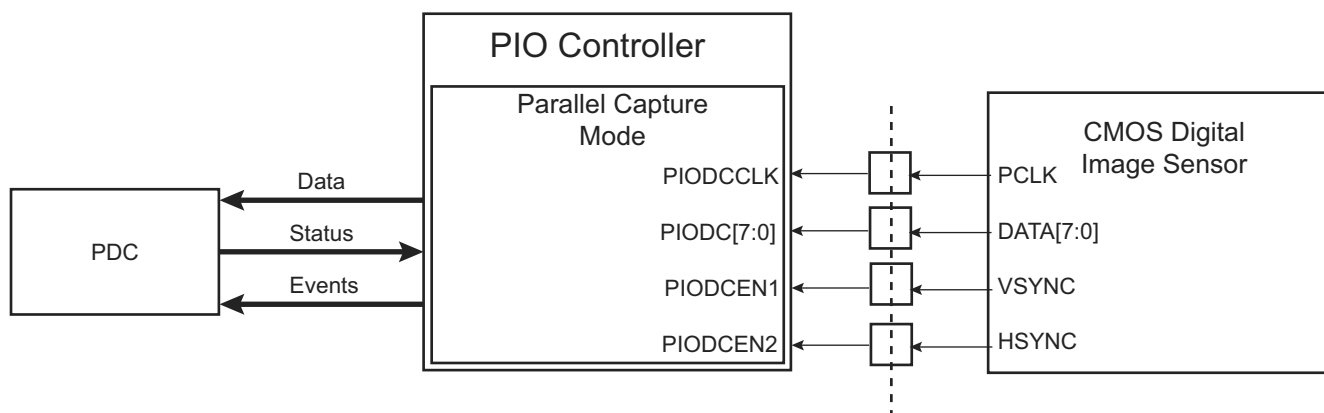 PIO Controller
Parallel Capture
Mode
CMOS Digital
Image Sensor
PDC
Data
Status
Events
PIODCCLK
PCLK
PIODC[7:0]
DATA[7:0]
PIODCEN1
VSYNC
PIODCEN2
HSYNC